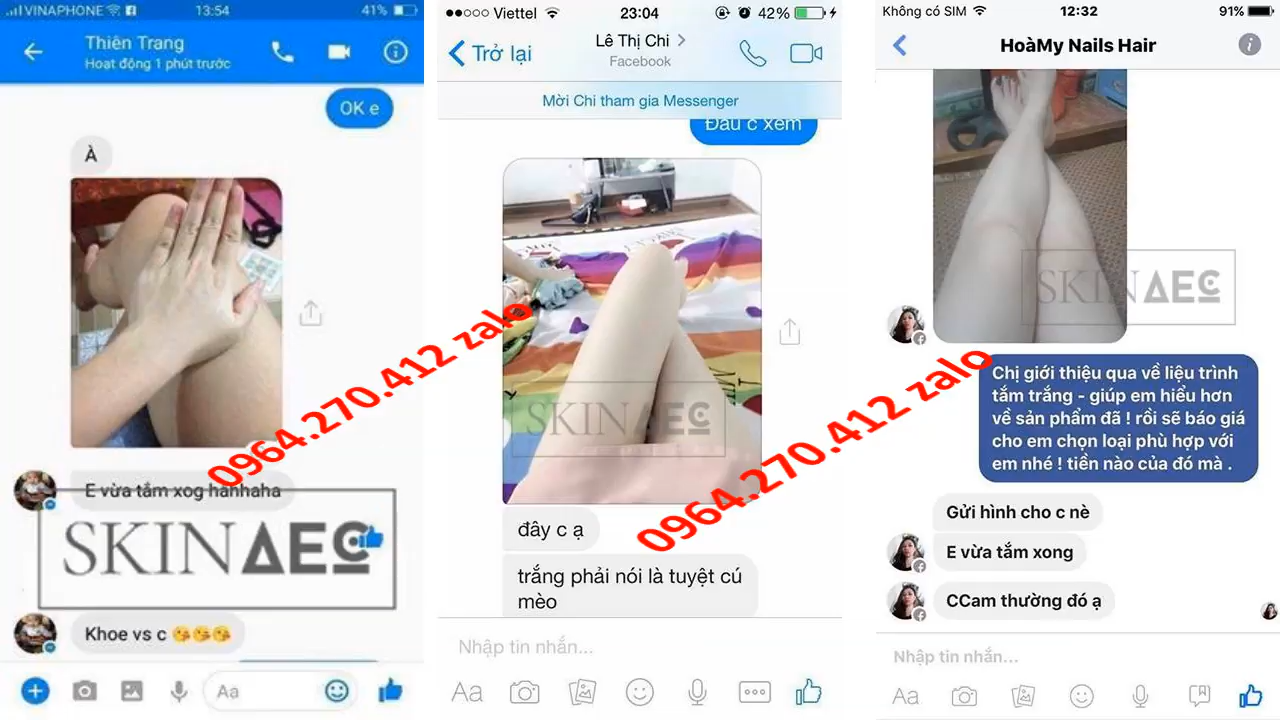 VINAPHONE
13:54
41%
Thiên Trang
Hoạt động 1 phút trước
OK e
À
E vừa tắm xog hanhaha
SKINAEC
Khoe vs c 😘😘😘
Aa
Viettel
23:04
42%
Trở lại
Lê Thị Chi
Facebook
Mời Chi tham gia Messenger
Đâu c xem
SKINAEC
đây c ạ
trắng phải nói là tuyệt cú
mèo
Nhập tin nhắn...
Aa
Không có SIM
12:32
91%
HoàMy Nails Hair
SKINAEC
Chị giới thiệu qua về liệu trình
tắm trắng - giúp em hiểu hơn
về sản phẩm đã ! rồi sẽ báo giá
cho em chọn loại phù hợp với
em nhé ! tiền nào của đó mà .
Gửi hình cho c nè
E vừa tắm xong
CCam thường đó ạ
Nhập tin nhắn...
Aa
0964.270.412 zalo
0964.270.412 zalo